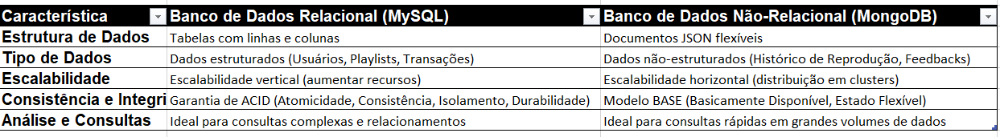 Característica Banco de Dados Relacional (MySQL) Banco de Dados Não-Relacional (MongoDB)
Estrutura de Dados Tabelas com linhas e colunas Documentos JSON flexíveis
Tipo de Dados Dados estruturados (Usuários, Playlists, Transações) Dados não-estruturados (Histórico de Reprodução, Feedbacks)
Escalabilidade Escalabilidade vertical (aumentar recursos) Escalabilidade horizontal (distribuição em clusters)
Consistência e Integri Garantia de ACID (Atomicidade, Consistência, Isolamento, Durabilidade) Modelo BASE (Basicamente Disponível, Estado Flexível)
Análise e Consultas Ideal para consultas complexas e relacionamentos Ideal para consultas rápidas em grandes volumes de dados